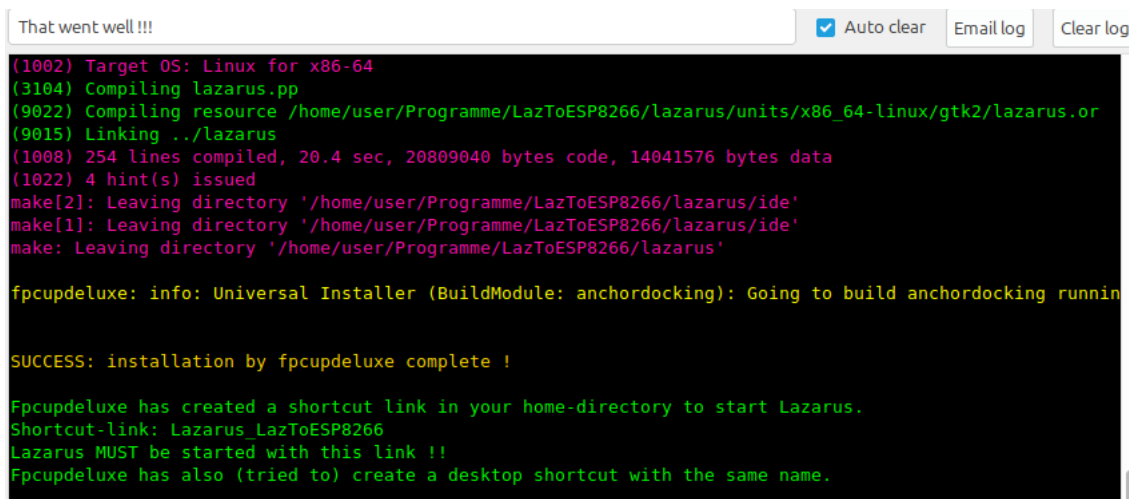 That went well !!!
Auto clear
Email log
Clear log
(1002) Target OS: Linux for x86-64
(3104) Compiling lazarus.pp
(9022) Compiling resource /home/user/Programme/LazToESP8266/lazarus/units/x86_64-linux/gtk2/lazarus.or
(9015) Linking ../lazarus
(1008) 254 lines compiled, 20.4 sec, 20809040 bytes code, 14041576 bytes data
(1022) 4 hint(s) issued
make[2]: Leaving directory '/home/user/Programme/LazToESP8266/lazarus/ide'
make[1]: Leaving directory '/home/user/Programme/LazToESP8266/lazarus/ide'
make: Leaving directory '/home/user/Programme/LazToESP8266/lazarus'
fpcupdeluxe: info: Universal Installer (BuildModule: anchordocking): Going to build anchordocking runnin
SUCCESS: installation by fpcupdeluxe complete !
Fpcupdeluxe has created a shortcut link in your home-directory to start Lazarus.
Shortcut-link: Lazarus_LazToESP8266
Lazarus MUST be started with this link !!
Fpcupdeluxe has also (tried to) create a desktop shortcut with the same name.